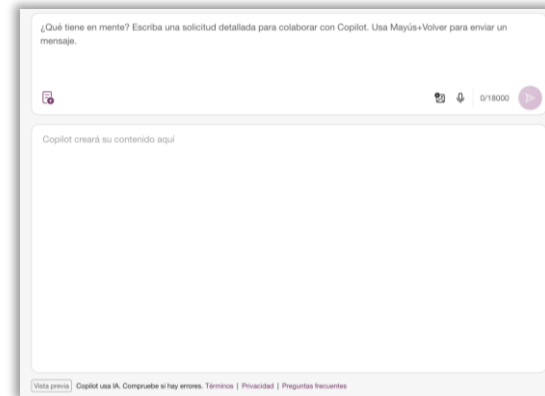 ¿Qué tiene en mente? Escriba una solicitud detallada para colaborar con Copilot. Usa Mayús+Volver para enviar un
mensaje.
0/18000
Copilot creará su contenido aquí
Vista previa Copilot usa IA. Compruebe si hay errores. Términos | Privacidad | Preguntas frecuentes